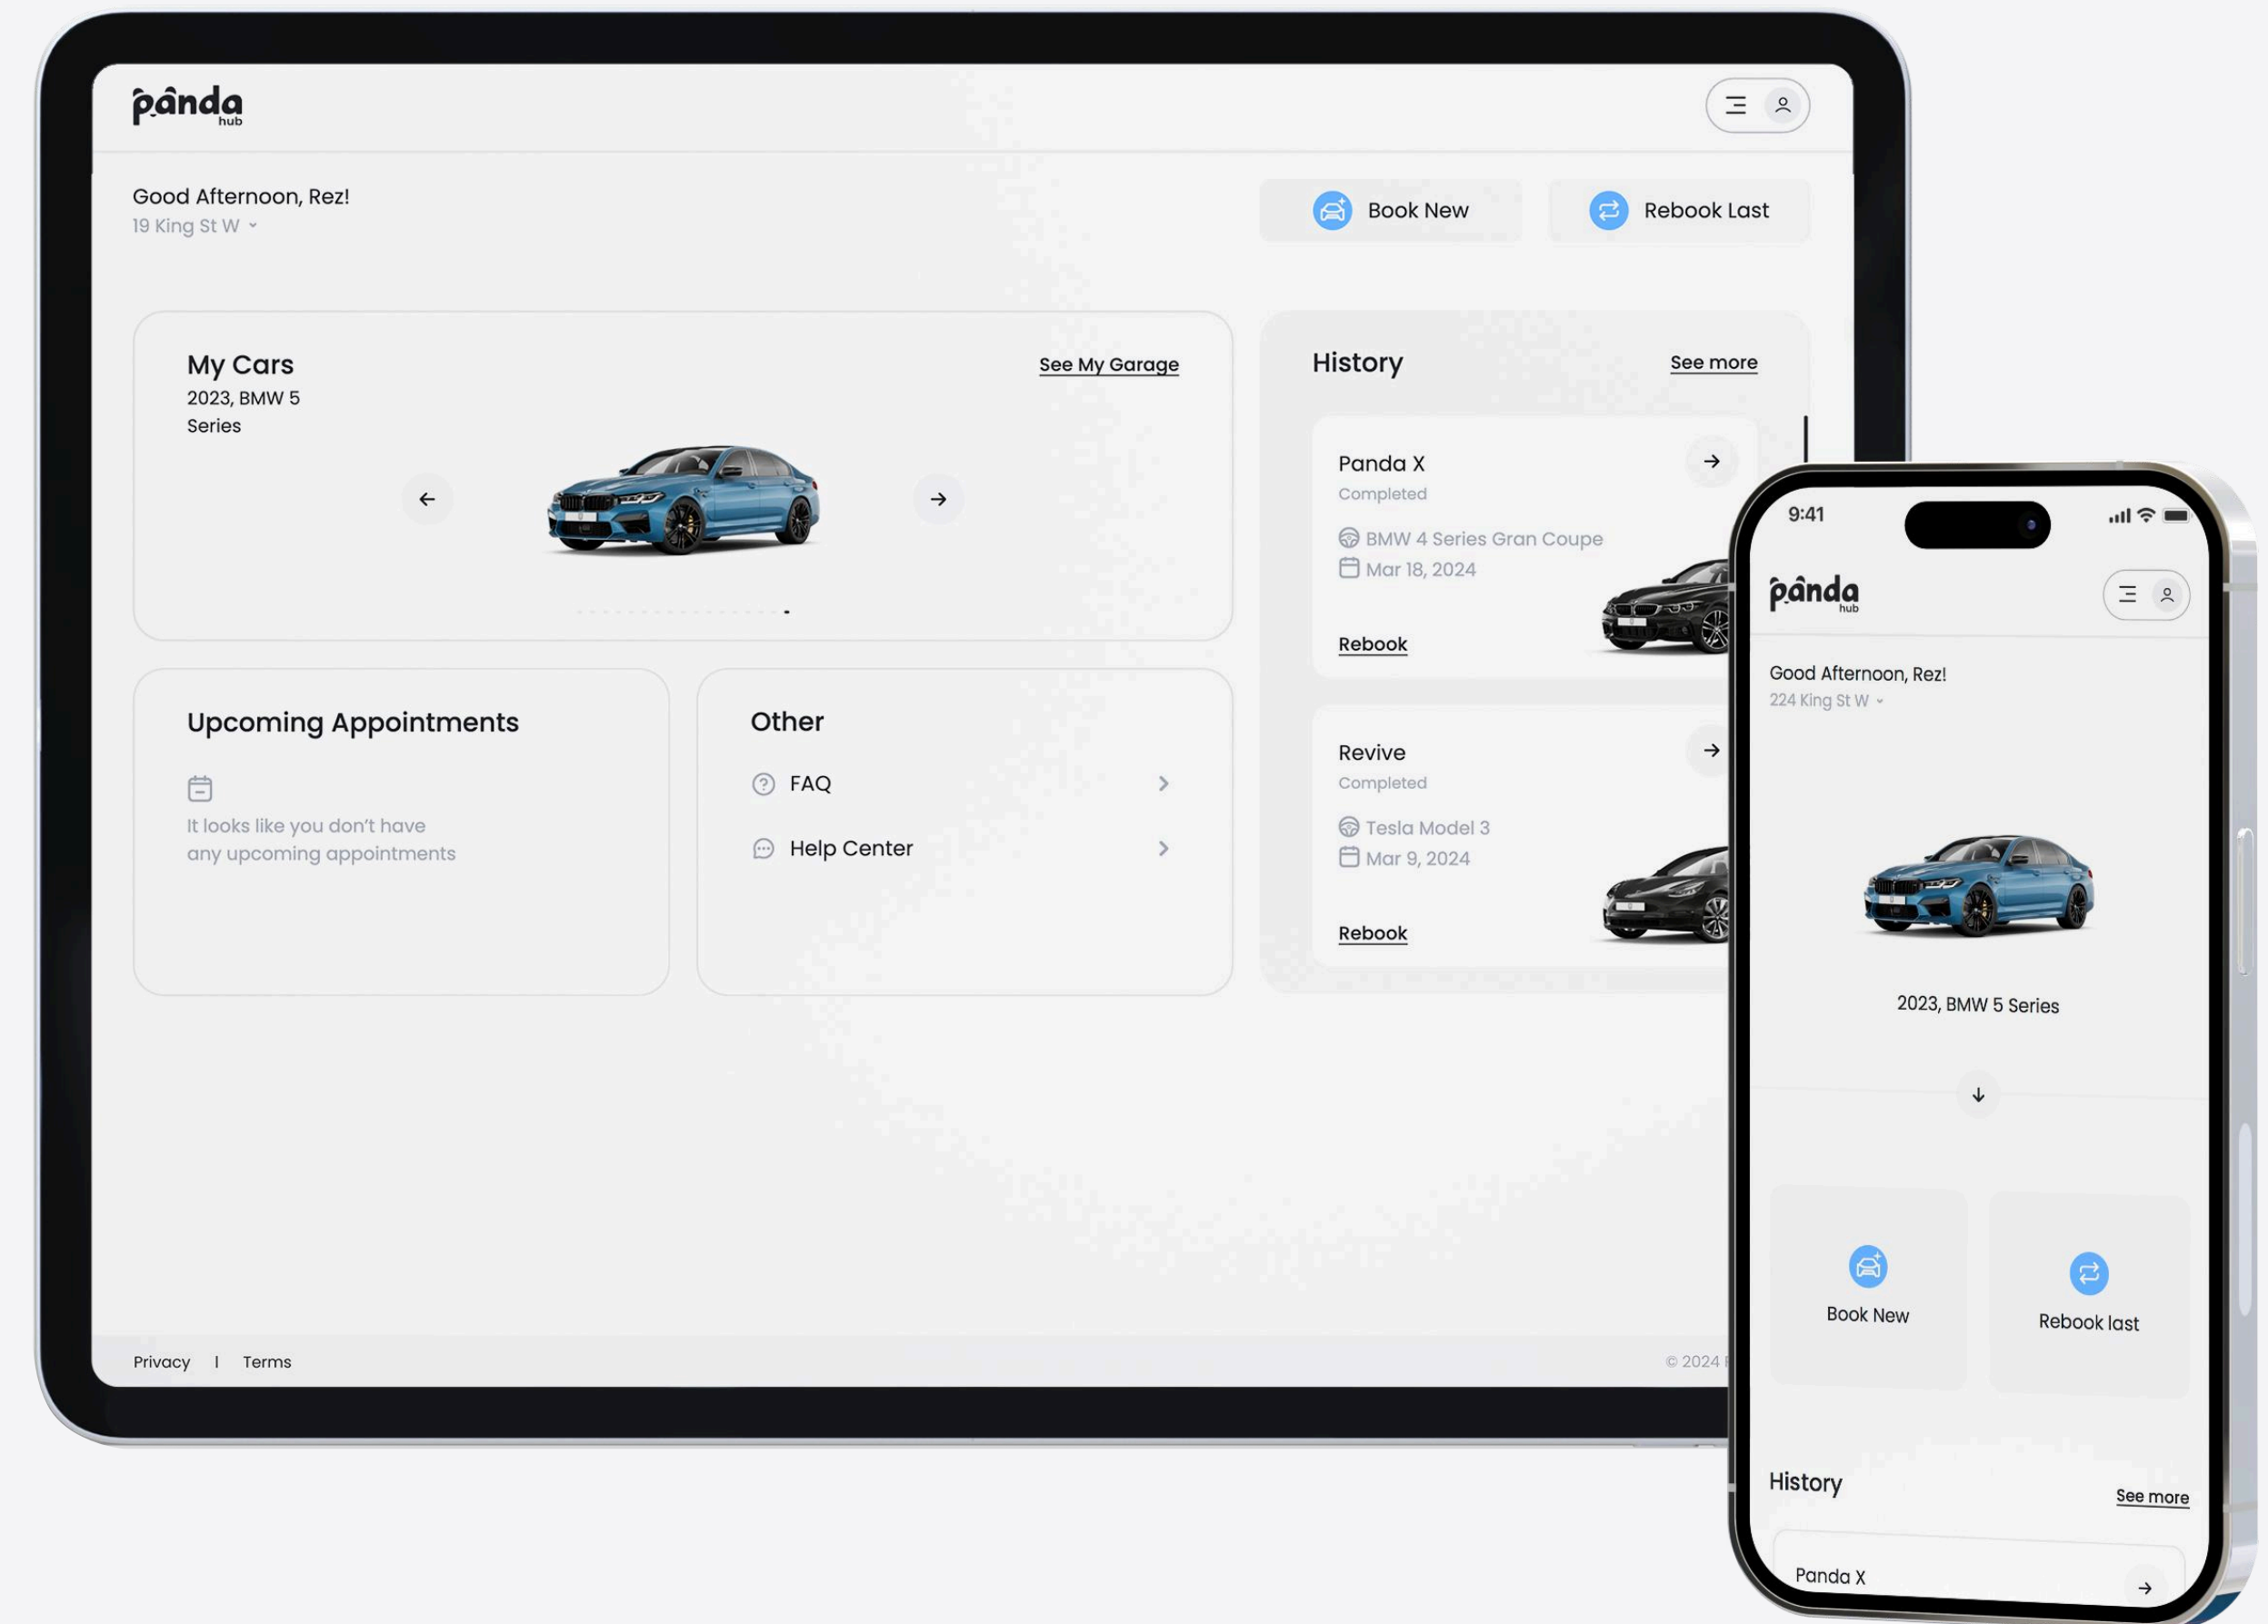 pânda
hub
Good Afternoon, Rez!
19 King St W
Book New
Rebook Last
My Cars
See My Garage
2023, BMW 5
Series
History
See more
Panda X
Completed
BMW 4 Series Gran Coupe
Mar 18, 2024
Rebook
Revive
Completed
Tesla Model 3
Mar 9, 2024
Rebook
Upcoming Appointments
It looks like you don't have
any upcoming appointments
Other
FAQ
Help Center
Privacy | Terms
© 2024
9:41
pânda
hub
Good Afternoon, Rez!
224 King St W
2023, BMW 5 Series
Book New
Rebook last
History
See more
Panda X